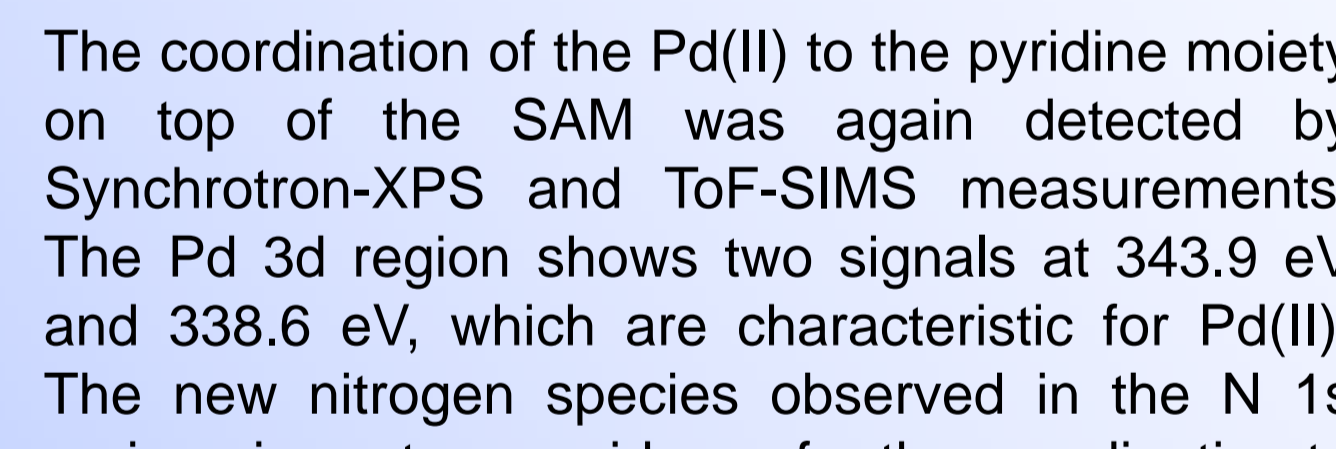 The coordination of the Pd(II) to the pyridine moiety
on top of the SAM was again detected by
Synchrotron-XPS and ToF-SIMS measurements
The Pd 3d region shows two signals at 343.9 eV
and 338.6 eV, which are characteristic for Pd(II)
The new nitrogen species observed in the N 1s